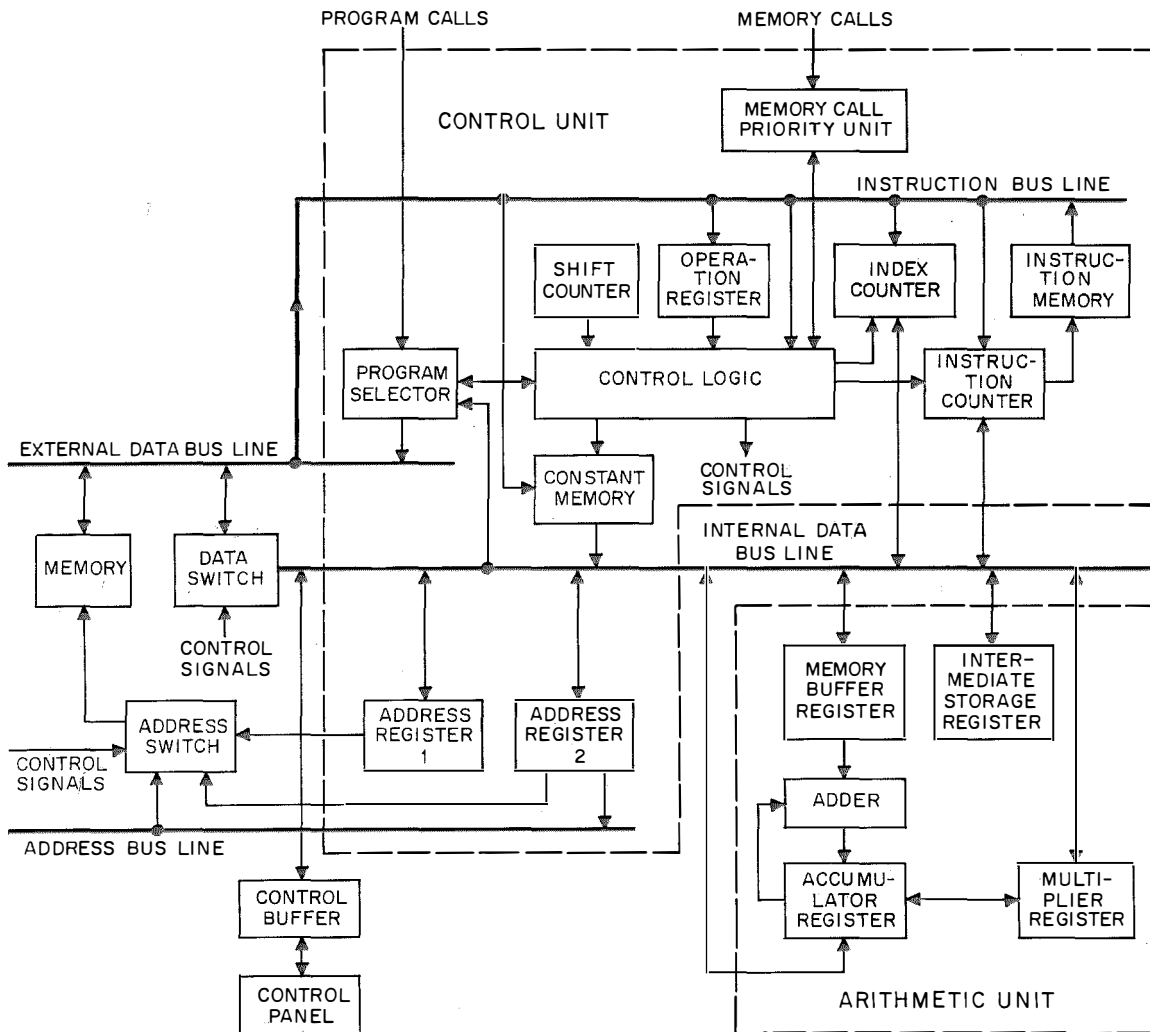 PROGRAM CALLS
MEMORY CALLS
CONTROL UNIT
MEMORY CALL
PRIORITY UNIT
INSTRUCTION BUS LINE
SHIFT
COUNTER
OPERA-
TION
REGISTER
INDEX
COUNTER
INSTRUC-
TION
MEMORY
PROGRAM
SELECTOR
CONTROL LOGIC
INSTRUC-
TION
COUNTER
EXTERNAL DATA BUS LINE
CONSTANT
MEMORY
CONTROL
SIGNALS
INTERNAL DATA
BUS LINE
MEMORY
DATA
SWITCH
CONTROL
SIGNALS
MEMORY
BUFFER
REGISTER
INTER-
MEDIATE
STORAGE
REGISTER
ADDRESS
SWITCH
ADDRESS
REGISTER
1
ADDRESS
REGISTER
2
CONTROL
SIGNALS
ADDER
ADDRESS BUS LINE
CONTROL
BUFFER
ACCUMU-
LATOR
REGISTER
MULTI-
PLIER
REGISTER
CONTROL
PANEL
ARITHMETIC UNIT